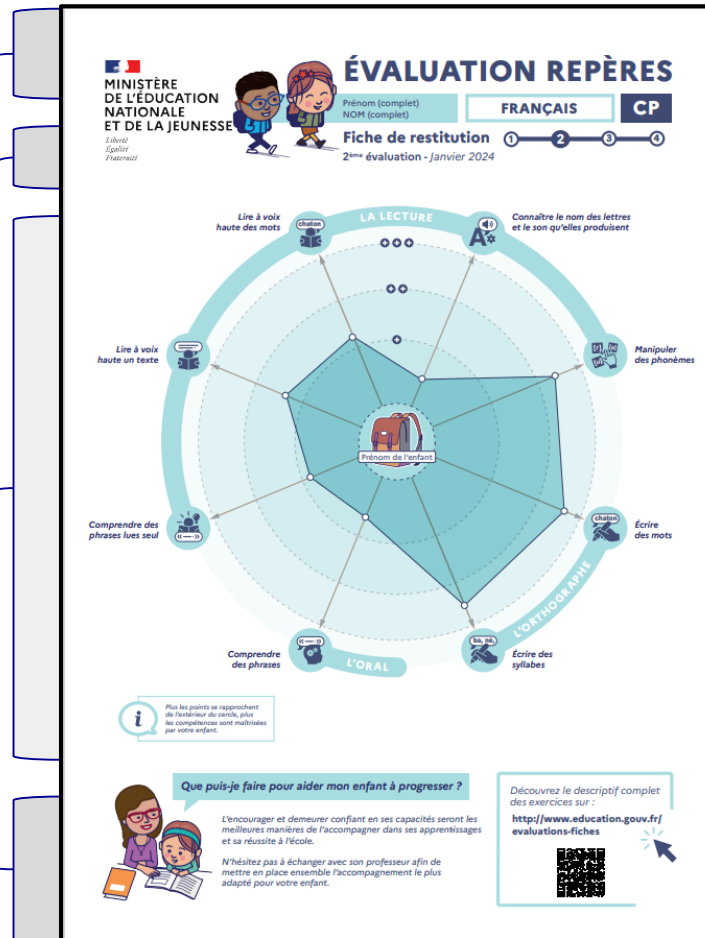 MINISTÈRE
DE L'ÉDUCATION
NATIONALE
ET DE LA JEUNESSE
Liberté
Égalité
Fraternité
ÉVALUATION REPÈRES
Prénom (complet)
NOM (complet)
FRANÇAIS
CP
Fiche de restitution
1 2 3 4
2ème évaluation - Janvier 2024
LA LECTURE
Lire à voix
haute des mots
chaton
Connaître le nom des lettres
et le son qu'elles produisent
A
Lire à voix
haute un texte
Manipuler
des phonèmes
Prénom de l'enfant
Comprendre des
phrases lues seul
chaton
Écrire
des mots
L'ORTHOGRAPHE
Comprendre
des phrases
L'ORAL
Écrire des
syllabes
i
Plus les points se rapprochent
de l'extérieur du cercle, plus
les compétences sont maîtrisées
par votre enfant.
Que puis-je faire pour aider mon enfant à progresser ?
L'encourager et demeurer confiant en ses capacités seront les
meilleures manières de l'accompagner dans ses apprentissages
et sa réussite à l'école.
N'hésitez pas à échanger avec son professeur afin de
mettre en place ensemble l'accompagnement le plus
adapté pour votre enfant.
Découvrez le descriptif complet
des exercices sur :
http://www.education.gouv.fr/
evaluations-fiches